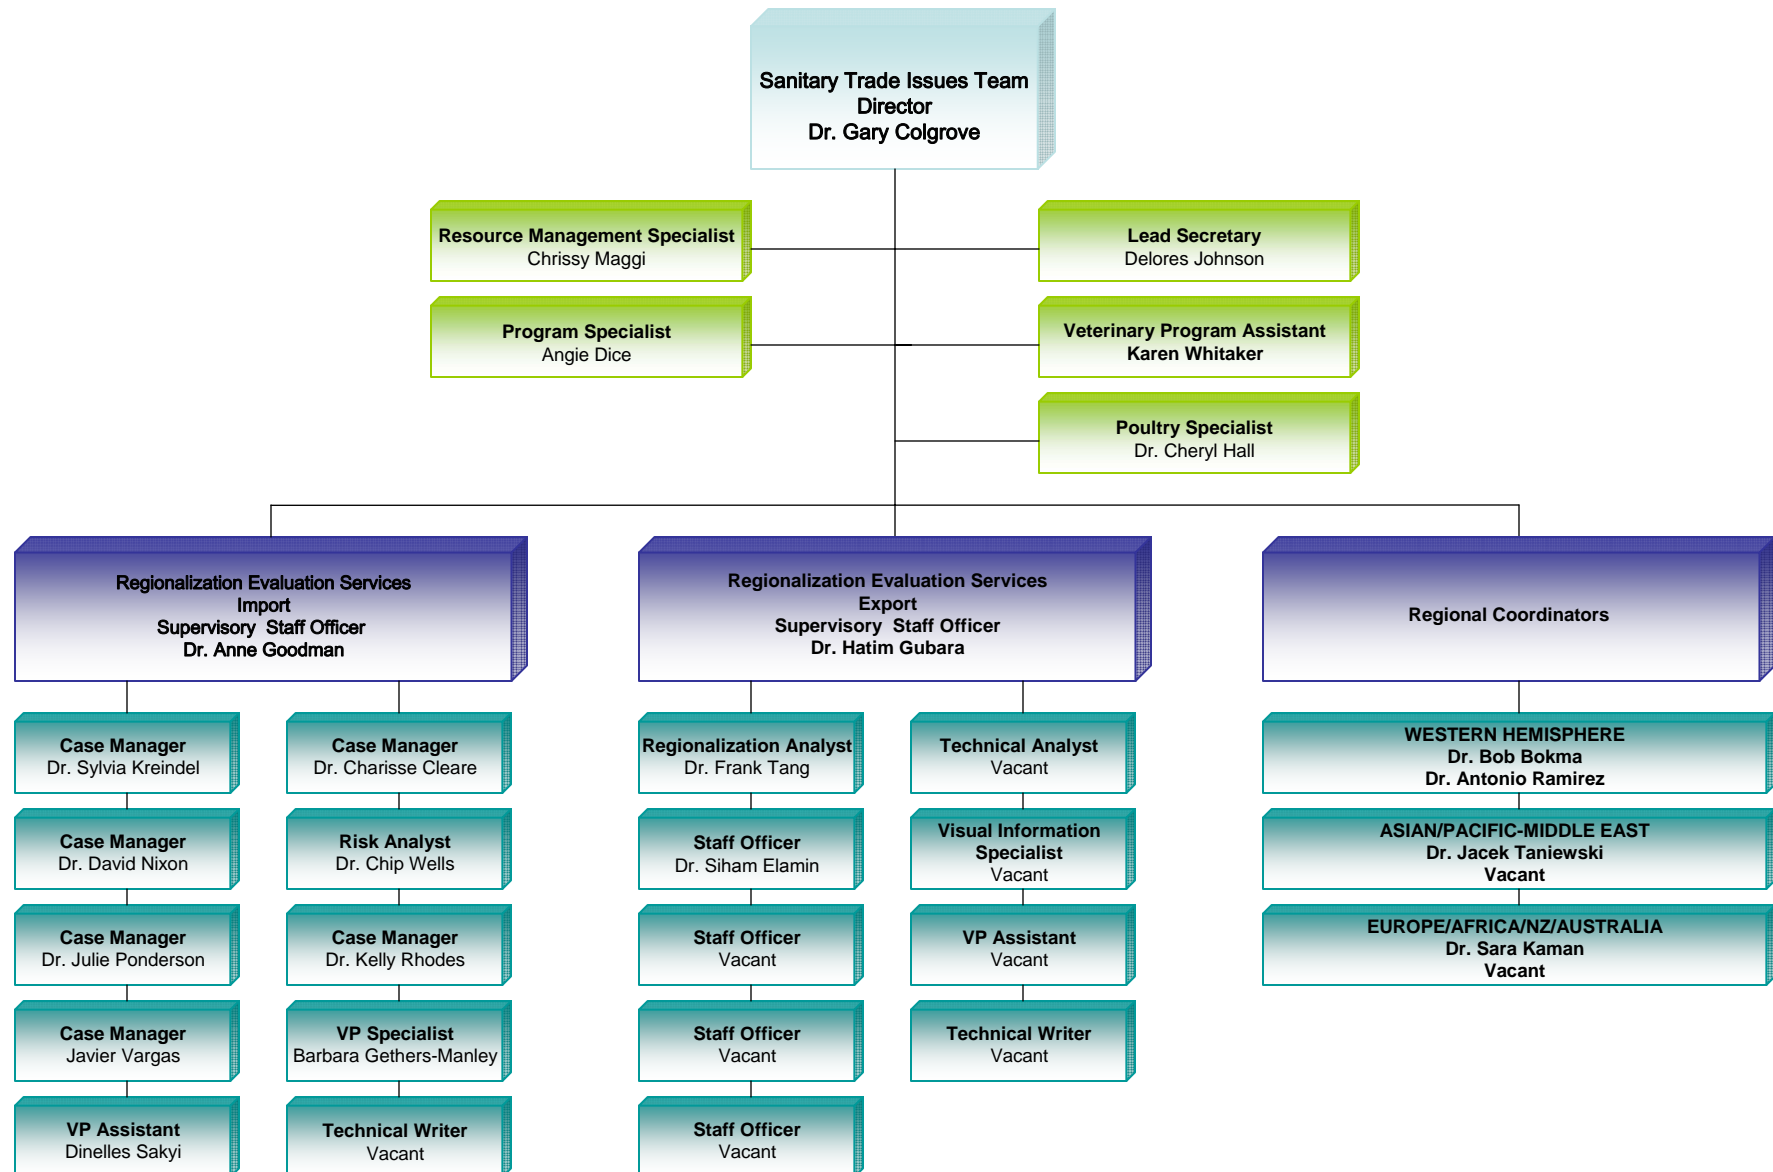 Sanitary Trade Issues Team
Director
Dr. Gary Colgrove
Resource Management Specialist
Chrissy Maggi
Lead Secretary
Delores Johnson
Program Specialist
Angie Dice
Veterinary Program Assistant
Karen Whitaker
Poultry Specialist
Dr. Cheryl Hall
Regionalization Evaluation Services
Import
Supervisory Staff Officer
Dr. Anne Goodman
Regionalization Evaluation Services
Export
Supervisory Staff Officer
Dr. Hatim Gubara
Regional Coordinators
Case Manager
Dr. Sylvia Kreindel
Case Manager
Dr. Charisse Cleare
Regionalization Analyst
Dr. Frank Tang
Technical Analyst
Vacant
WESTERN HEMISPHERE
Dr. Bob Bokma
Dr. Antonio Ramirez
Case Manager
Dr. David Nixon
Risk Analyst
Dr. Chip Wells
Staff Officer
Dr. Siham Elamin
Visual Information
Specialist
Vacant
ASIAN/PACIFIC-MIDDLE EAST
Dr. Jacek Taniewski
Vacant
Case Manager
Dr. Julie Ponderson
Case Manager
Dr. Kelly Rhodes
Staff Officer
Vacant
VP Assistant
Vacant
EUROPE/AFRICA/NZ/AUSTRALIA
Dr. Sara Kaman
Vacant
Case Manager
Javier Vargas
VP Specialist
Barbara Gethers-Manley
Staff Officer
Vacant
Technical Writer
Vacant
VP Assistant
Dinelles Sakyi
Technical Writer
Vacant
Staff Officer
Vacant